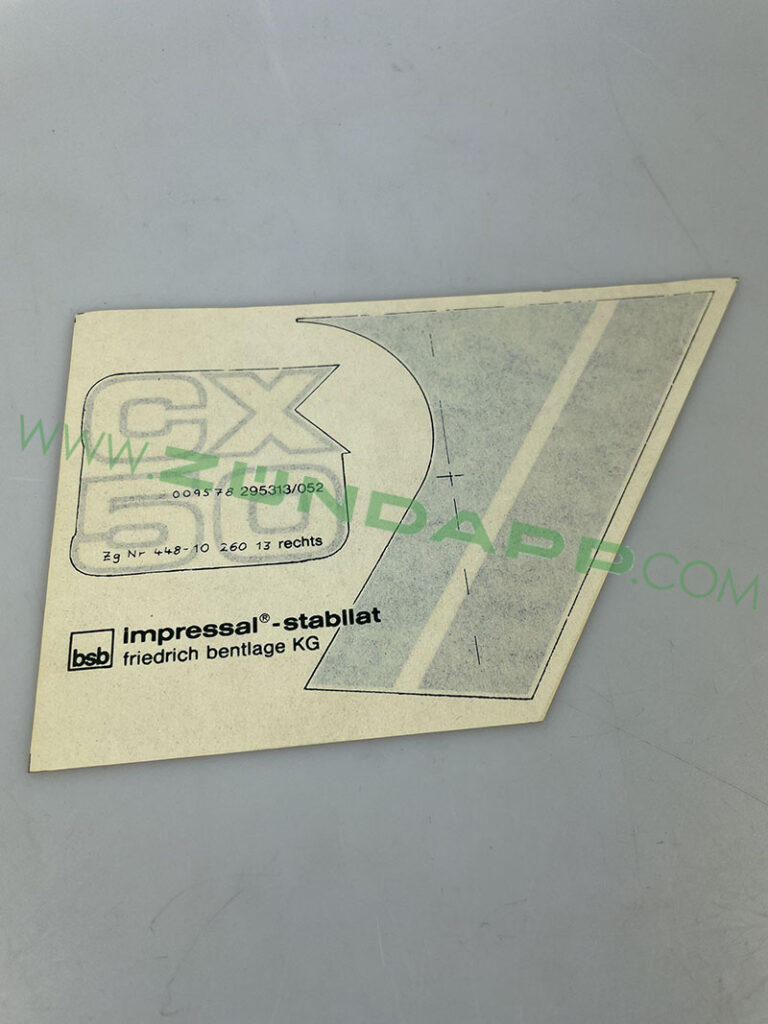 CX
50
009578 295313/052
Zg Nr 448-10 260 13 rechts
bsb
impressal®-stabilat
friedrich bentlage KG
www.ZÜNDAPP.COM